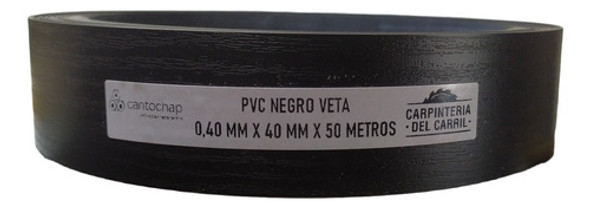 cantochap
PVC NEGRO VETA
0,40 MM X 40 MM X 50 METROS
CARPINTERIA
· DEL CARRIL ·